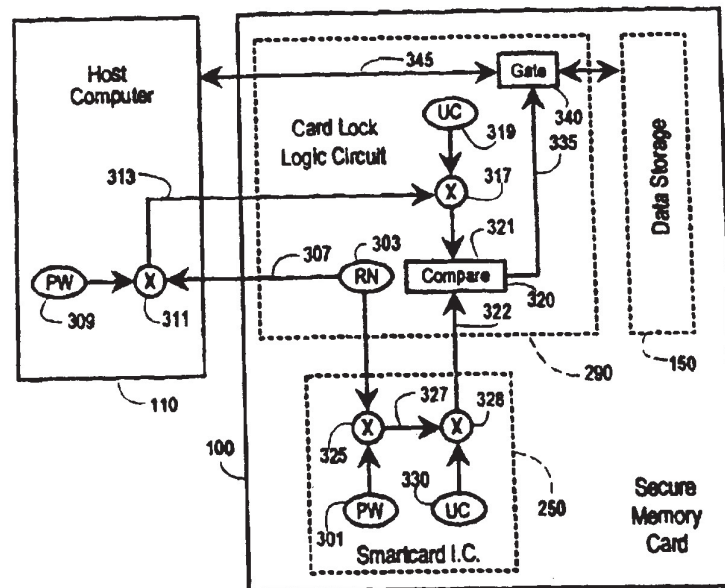 Host
Computer
345
Gate
340
UC
319
Card Lock
Logic Circuit
335
Data Storage
313
X
317
321
303
307
RN
Compare
320
PW
X
309
311
322
290
150
110
327
328
X
X
325
100
330
250
301
PW
UC
Smartcard I.C.
Secure
Memory
Card